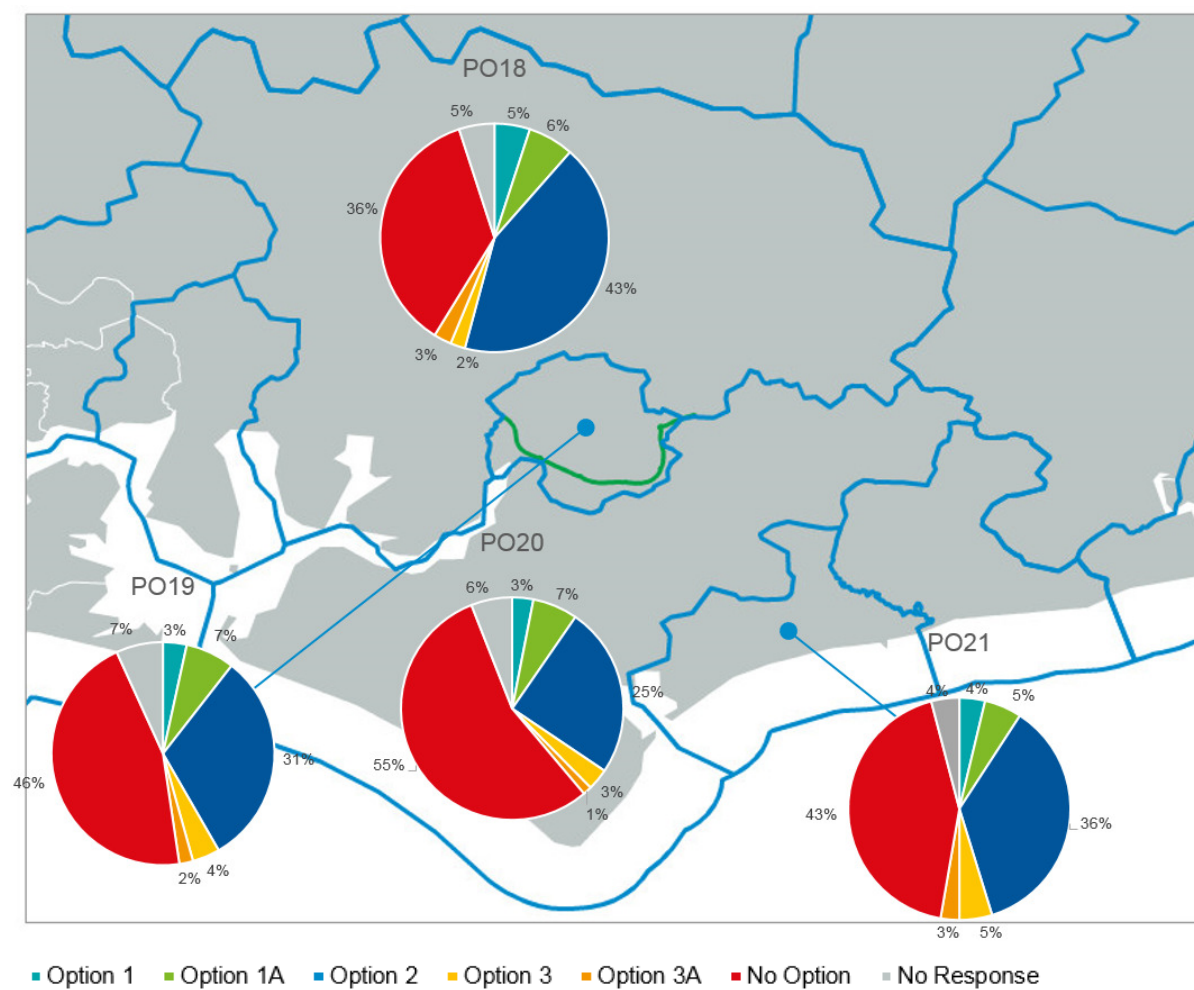 PO18
5%
5%
6%
36%
43%
3%
2%
PO20
6%
3%
7%
25%
55%
3%
1%
PO19
7%
3%
7%
31%
46%
2%
4%
PO21
4%
4%
5%
43%
36%
3%
5%
Option 1
Option 1A
Option 2
Option 3
Option 3A
No Option
No Response